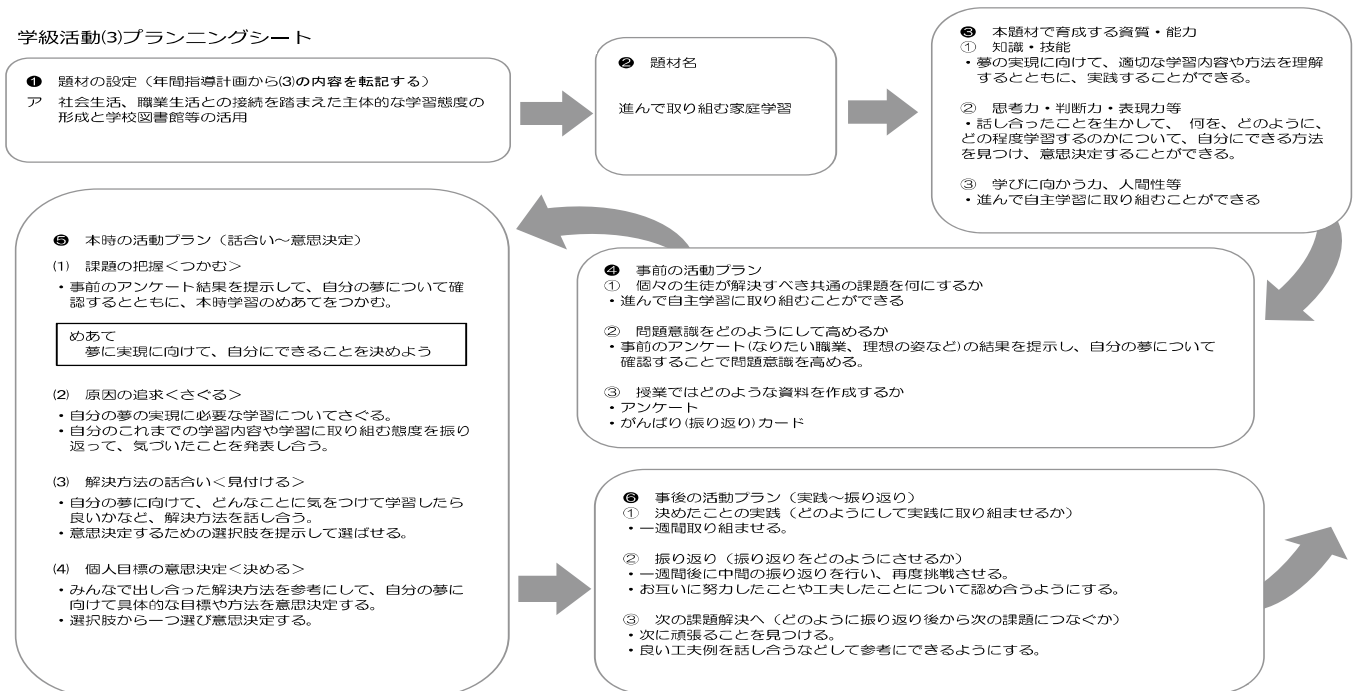 学級活動⑶プランニングシート
❶ 題材の設定（年間指導計画から⑶の内容を転記する）
ア 社会生活、職業生活との接続を踏まえた主体的な学習態度の
形成と学校図書館等の活用
❷ 題材名
進んで取り組む家庭学習
❸ 本題材で育成する資質・能力
① 知識・技能
・夢の実現に向けて、適切な学習内容や方法を理解
するとともに、実践することができる。
② 思考力・判断力・表現力等
・話し合ったことを生かして、 何を、どのように、
どの程度学習するのかについて、自分にできる方法
を見つけ、意思決定することができる。
③ 学びに向かう力、人間性等
・進んで自主学習に取り組むことができる
❹ 事前の活動プラン
① 個々の生徒が解決すべき共通の課題を何にするか
・進んで自主学習に取り組むことができる
② 問題意識をどのようにして高めるか
・事前のアンケート(なりたい職業、理想の姿など)の結果を提示し、自分の夢について
確認することで問題意識を高める。
③ 授業ではどのような資料を作成するか
・アンケート
・がんばり(振り返り)カード
❺ 本時の活動プラン（話合い～意思決定）
⑴ 課題の把握＜つかむ＞
・事前のアンケート結果を提示して、自分の夢について確
認するとともに、本時学習のめあてをつかむ。
めあて
夢に実現に向けて、自分にできることを決めよう
⑵ 原因の追求＜さぐる＞
・自分の夢の実現に必要な学習についてさぐる。
・自分のこれまでの学習内容や学習に取り組む態度を振り
返って、気づいたことを発表し合う。
⑶ 解決方法の話合い＜見付ける＞
・自分の夢に向けて、どんなことに気をつけて学習したら
良いかなど、解決方法を話し合う。
・意思決定するための選択肢を提示して選ばせる。
⑷ 個人目標の意思決定＜決める＞
・みんなで出し合った解決方法を参考にして、自分の夢に
向けて具体的な目標や方法を意思決定する。
・選択肢から一つ選び意思決定する。
❻ 事後の活動プラン（実践～振り返り）
① 決めたことの実践（どのようにして実践に取り組ませるか）
・一週間取り組ませる。
② 振り返り（振り返りをどのようにさせるか）
・一週間後に中間の振り返りを行い、再度挑戦させる。
・お互いに努力したことや工夫したことについて認め合うようにする。
③ 次の課題解決へ（どのように振り返り後から次の課題につなぐか）
・次に頑張ることを見つける。
・良い工夫例を話し合うなどして参考にできるようにする。